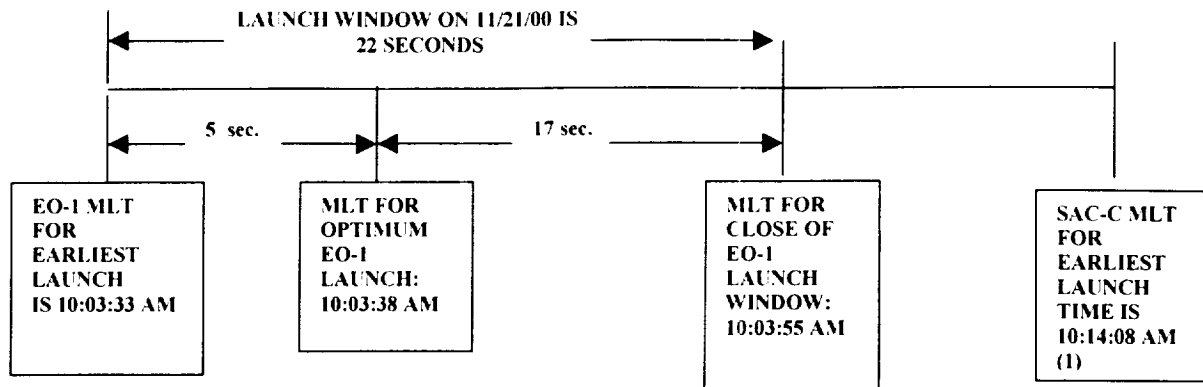 LAUNCH WINDOW ON 11/21/00 IS
22 SECONDS
5 sec.
17 sec.
EO-1 MLT
FOR
EARLIEST
LAUNCH
IS 10:03:33 AM
MLT FOR
OPTIMUM
EO-1
LAUNCH:
10:03:38 AM
MLT FOR
CLOSE OF
EO-1
LAUNCH
WINDOW:
10:03:55 AM
SAC-C MLT
FOR
EARLIEST
LAUNCH
TIME IS
10:14:08 AM
(1)